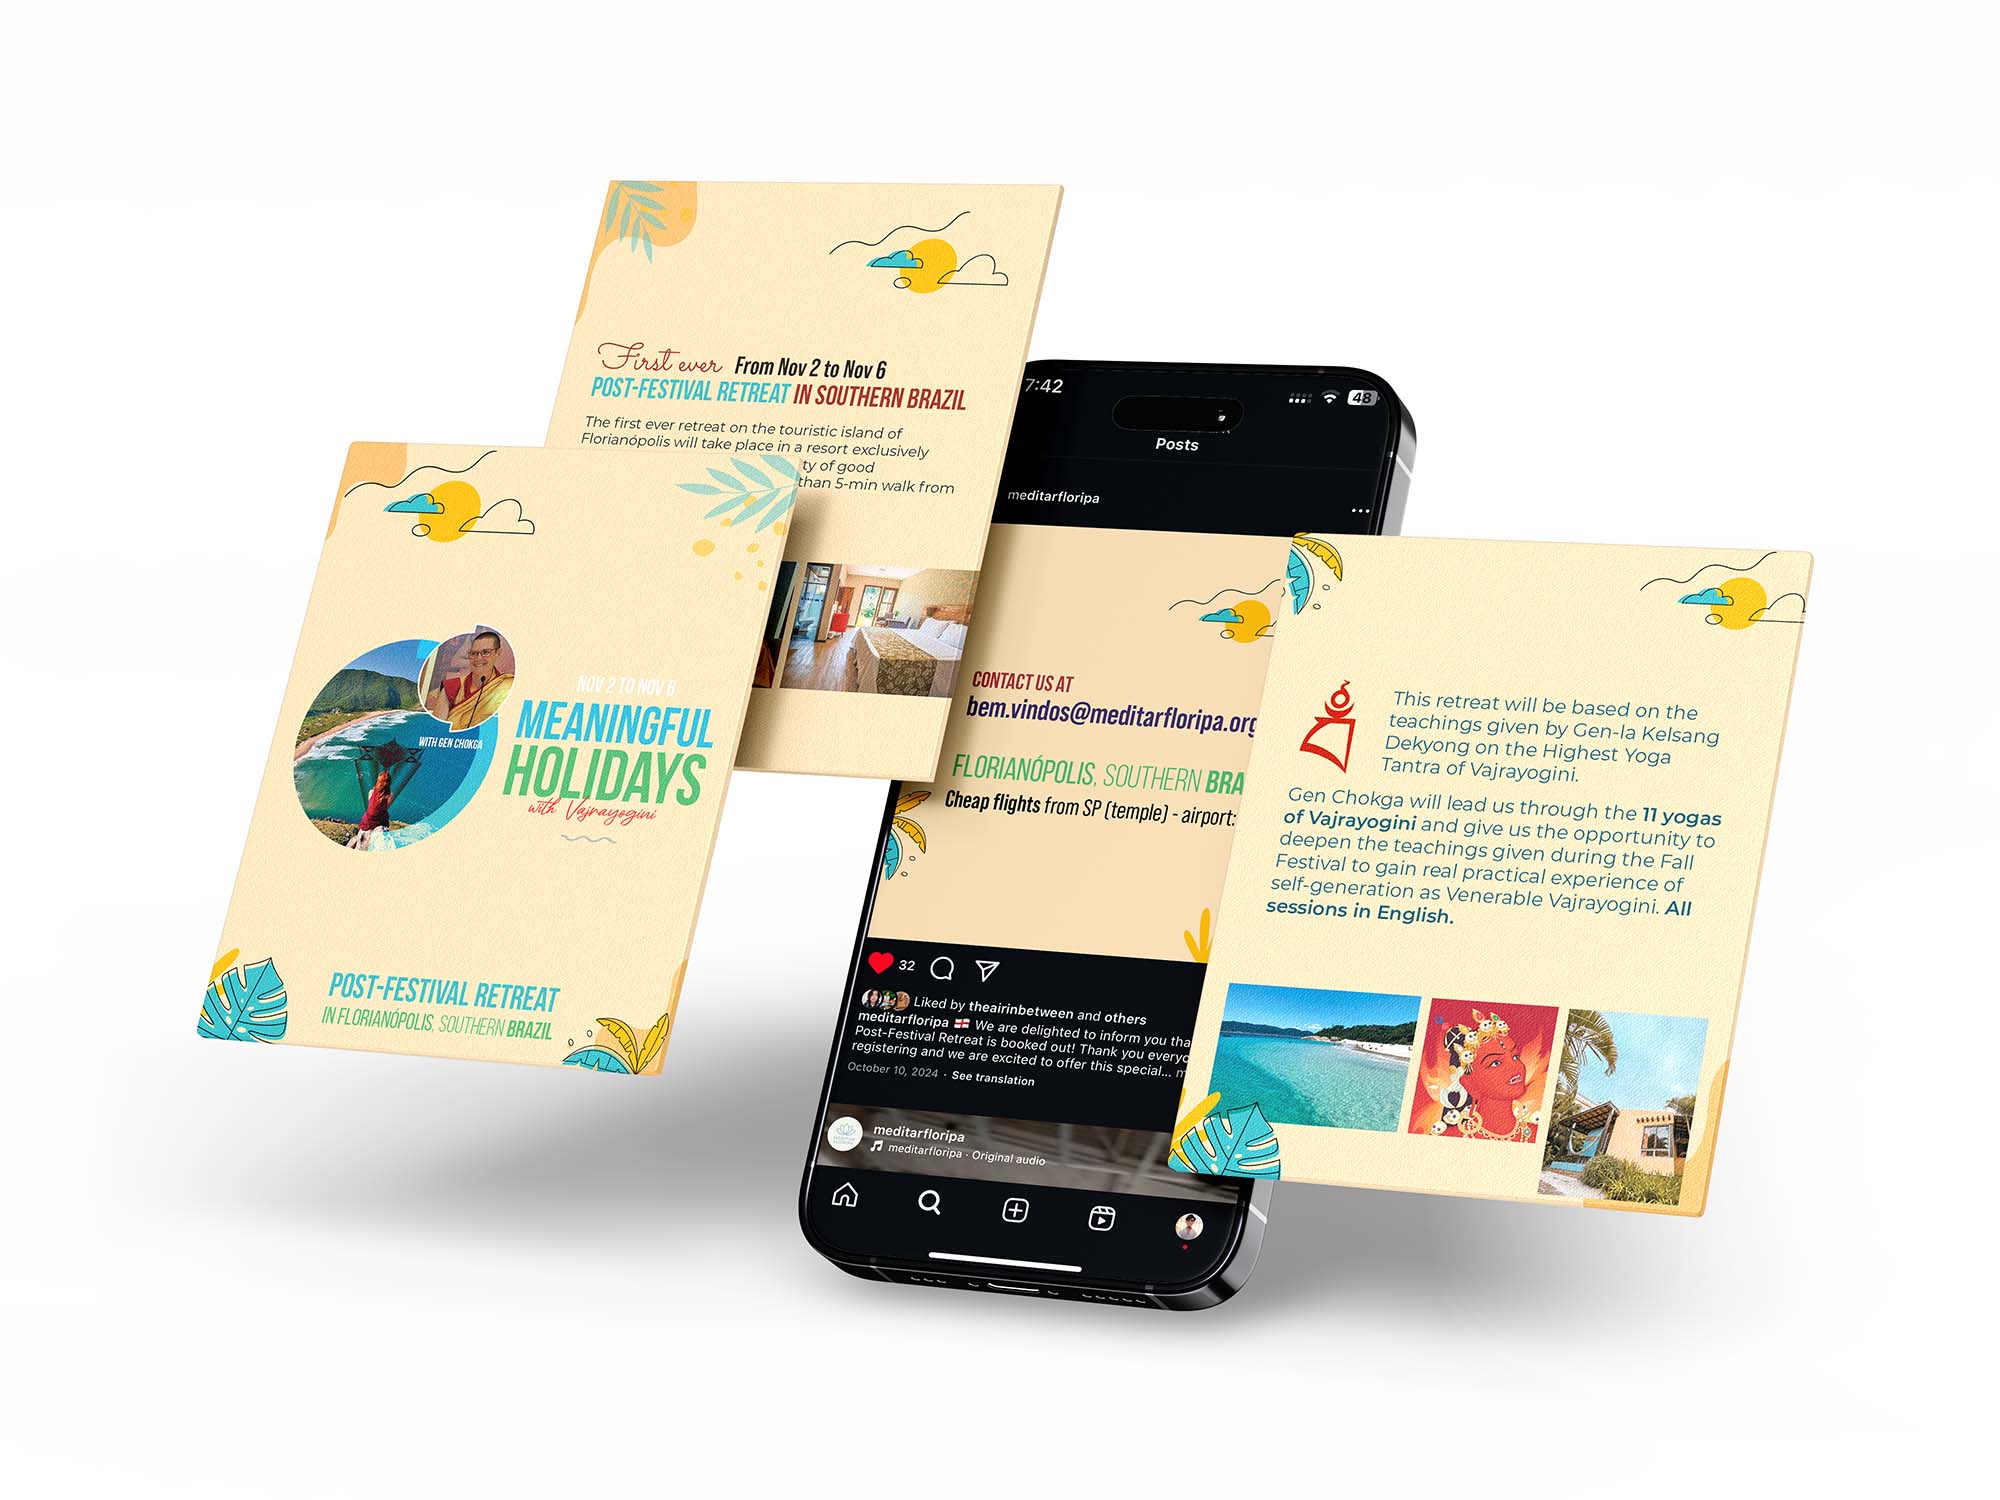 First ever From Nov 2 to Nov 6
POST-FESTIVAL RETREAT IN SOUTHERN BRAZIL
The first ever retreat on the touristic island of
Florianópolis will take place in a resort exclusively
ty of good
than 5-min walk from
NOV 2 TO NOV 6
MEANINGFUL
HOLIDAYS
with Vajrayogini
WITH GEN CHOKGA
POST-FESTIVAL RETREAT
IN FLORIANÓPOLIS, SOUTHERN BRAZIL
7:42
48
Posts
meditarfloripa
CONTACT US AT
bem.vindos@meditarfloripa.org
FLORIANÓPOLIS, SOUTHERN BRA
Cheap flights from SP (temple) - airport:
32
Liked by theairinbetween and others
meditarfloripa We are delighted to inform you tha
Post-Festival Retreat is booked out! Thank you everyo
registering and we are excited to offer this special... m
October 10, 2024 · See translation
meditarfloripa
meditarfloripa · Original audio
This retreat will be based on the
teachings given by Gen-la Kelsang
Dekyong on the Highest Yoga
Tantra of Vajrayogini.
Gen Chokga will lead us through the 11 yogas
of Vajrayogini and give us the opportunity to
deepen the teachings given during the Fall
Festival to gain real practical experience of
self-generation as Venerable Vajrayogini. All
sessions in English.